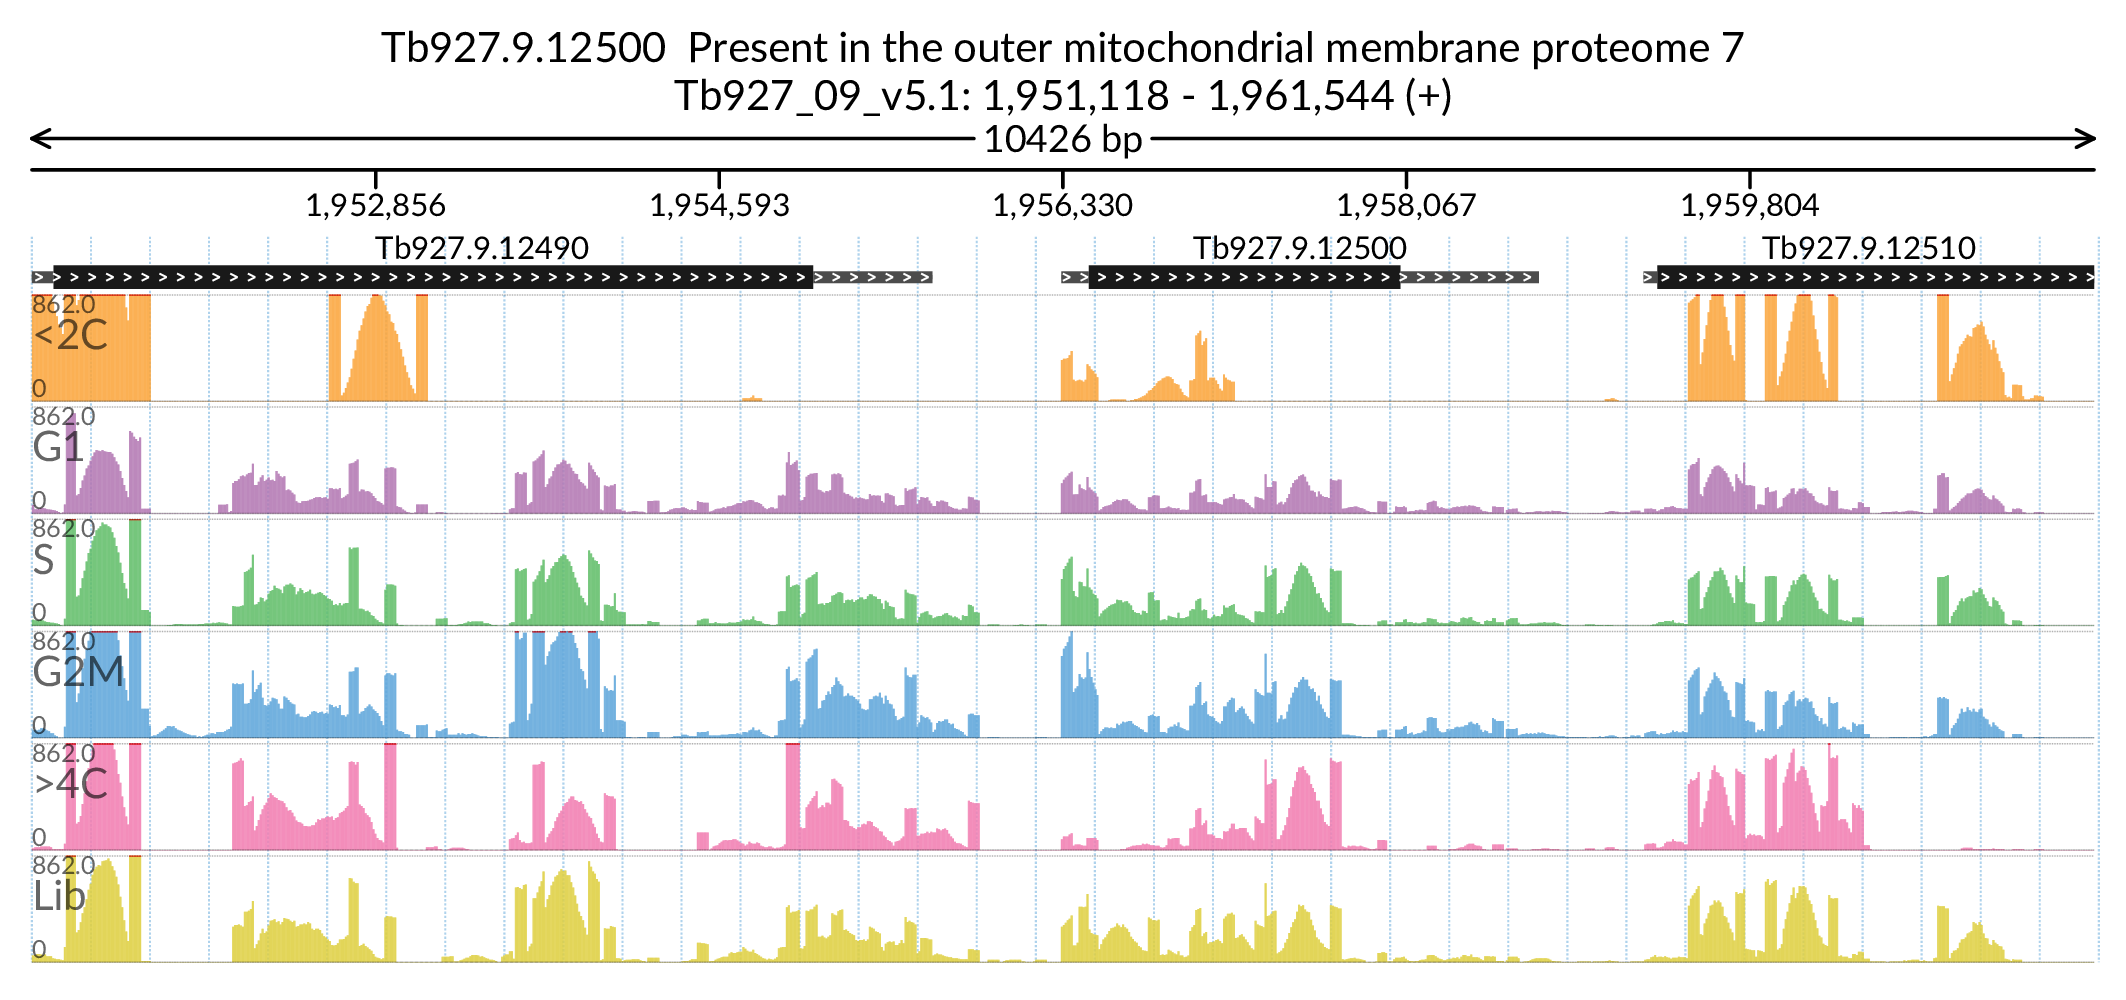 Tb927.9.12500 Present in the outer mitochondrial membrane proteome 7
Tb927_09_v5.1: 1,951,118 - 1,961,544 (+)
10426 bp
1,952,856 1,954,593 1,956,330 1,958,067 1,959,804
Tb927.9.12490 Tb927.9.12500 Tb927.9.12510
862.0
<2C
0
862.0
G1
0
862.0
S
0
862.0
G2M
0
862.0
>4C
0
862.0
Lib
0